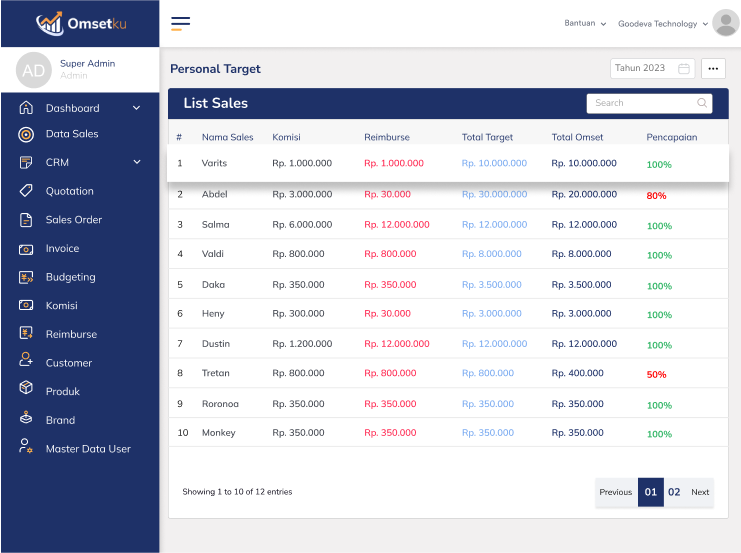 Omsetku
Bantuan
Goodeva Technology
AD
Super Admin
Admin
Dashboard
Data Sales
CRM
Quotation
Sales Order
Invoice
Budgeting
Komisi
Reimburse
Customer
Produk
Brand
Master Data User
Personal Target
Tahun 2023
List Sales
Search
# Nama Sales Komisi Reimburse Total Target Total Omset Pencapaian
1 Varits Rp. 1.000.000 Rp. 1.000.000 Rp. 10.000.000 Rp. 10.000.000 100%
2 Abdel Rp. 3.000.000 Rp. 30.000 Rp. 30.000.000 Rp. 20.000.000 80%
3 Salma Rp. 6.000.000 Rp. 12.000.000 Rp. 12.000.000 Rp. 12.000.000 100%
4 Valdi Rp. 800.000 Rp. 800.000 Rp. 8.000.000 Rp. 8.000.000 100%
5 Daka Rp. 350.000 Rp. 350.000 Rp. 3.500.000 Rp. 3.500.000 100%
6 Heny Rp. 300.000 Rp. 30.000 Rp. 3.000.000 Rp. 3.000.000 100%
7 Dustin Rp. 1.200.000 Rp. 12.000.000 Rp. 12.000.000 Rp. 12.000.000 100%
8 Tretan Rp. 800.000 Rp. 800.000 Rp. 800.000 Rp. 400.000 50%
9 Roronoa Rp. 350.000 Rp. 350.000 Rp. 350.000 Rp. 350.000 100%
10 Monkey Rp. 350.000 Rp. 350.000 Rp. 350.000 Rp. 350.000 100%
Showing 1 to 10 of 12 entries
Previous 01 02 Next